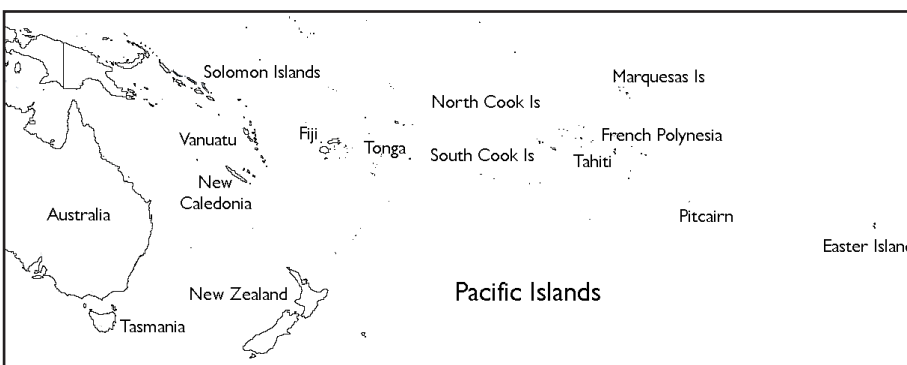 Solomon Islands
Marquesas Is
North Cook Is
Vanuatu
Fiji
Tonga
South Cook Is
French Polynesia
Tahiti
New
Caledonia
Australia
Pitcairn
Easter Islan
New Zealand
Pacific Islands
Tasmania